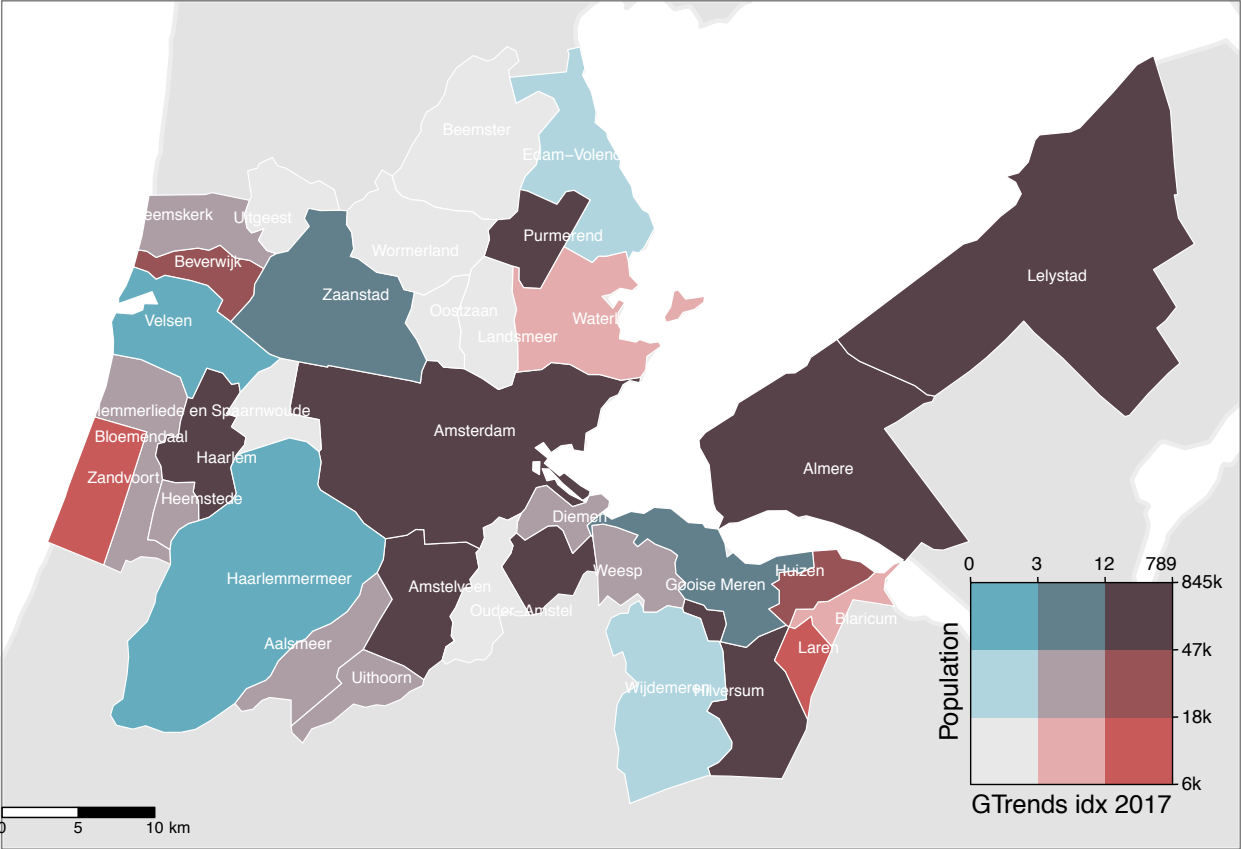 Beemster
Edam–Volend
eemskerk
Uitgeest
Purmerend
Wormerland
Beverwijk
Lelystad
Zaanstad
Oostzaan
Velsen
Waterl
Landsmeer
lemmerliede en Spaarnwoude
Bloemendaal
Amsterdam
Haarlem
Almere
Zandvoort
Heemstede
Diemen
Weesp
Huizen
Haarlemmermeer
Amstelveen
Gooise Meren
Ouder–Amstel
Blaricum
Aalsmeer
Laren
Uithoorn
Wijdemeren
Hilversum
0 3 12 789
845k
47k
18k
6k
Population
GTrends idx 2017
0 5 10 km